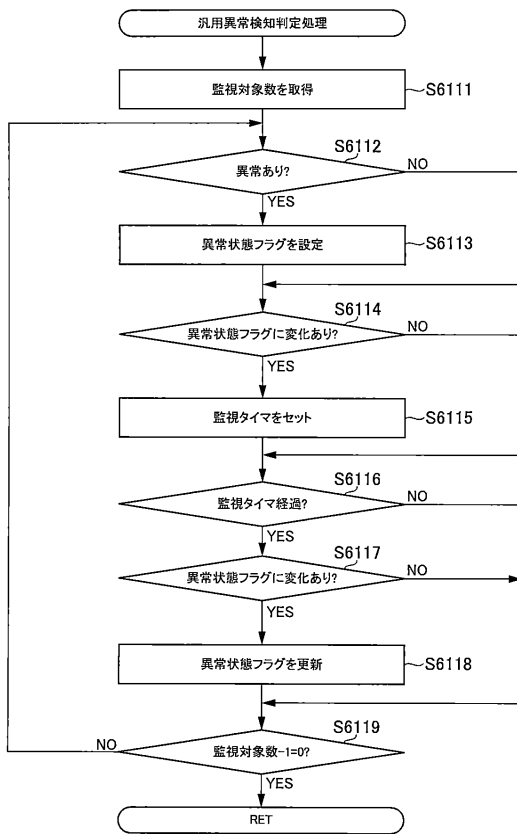 汎用異常検知判定処理
監視対象数を取得
S6111
S6112
異常あり?
NO
YES
異常状態フラグを設定
S6113
S6114
異常状態フラグに変化あり?
NO
YES
監視タイマをセット
S6115
S6116
監視タイマ経過?
NO
YES
S6117
異常状態フラグに変化あり?
NO
YES
異常状態フラグを更新
S6118
S6119
NO
監視対象数-1=0?
YES
RET